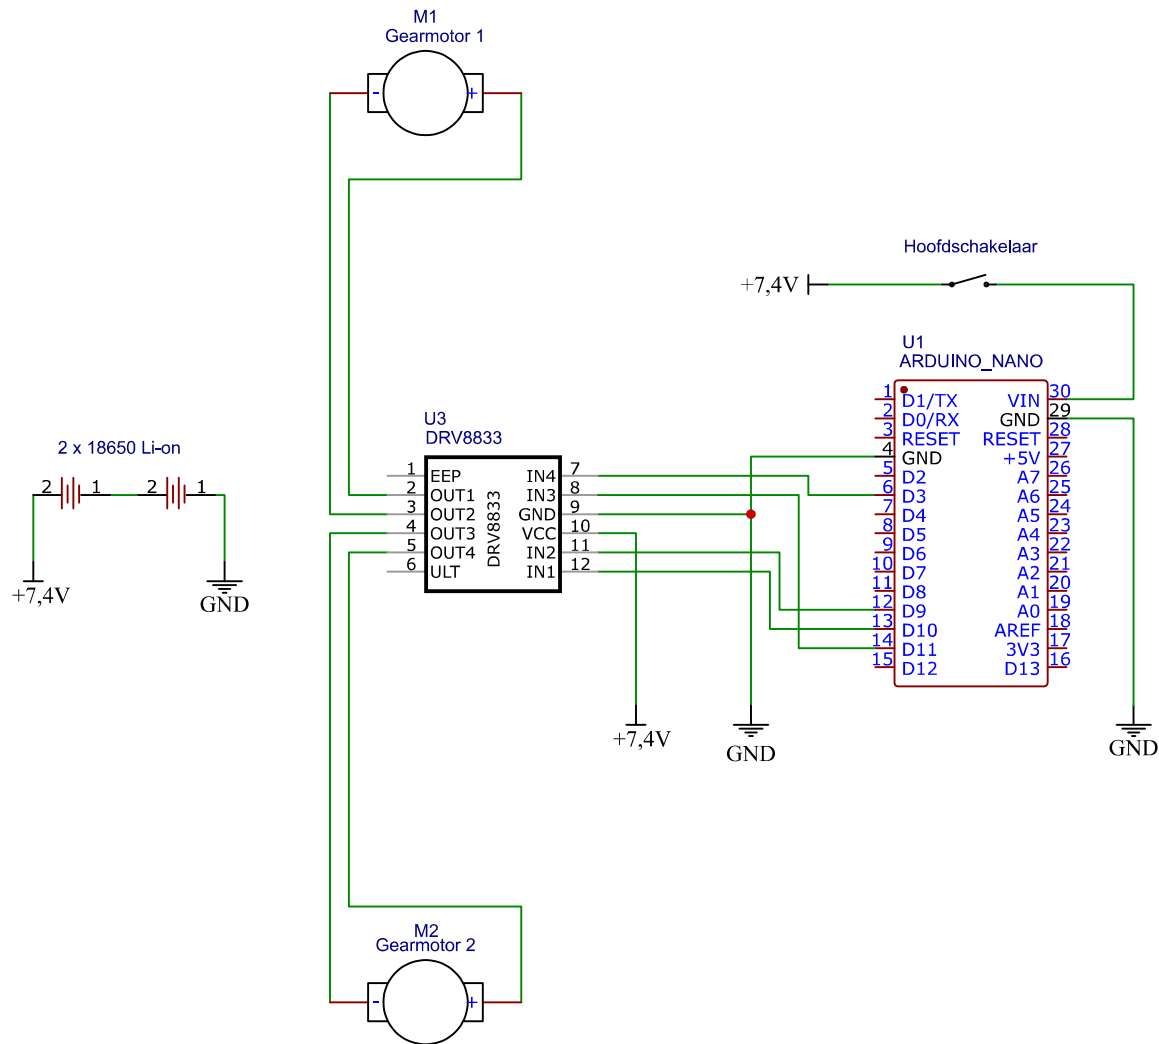 M1
Gearmotor 1
- +
Hoofdschakelaar
+7,4V
U1
ARDUINO_NANO
1 D1/TX VIN 30
2 D0/RX GND 29
3 RESET RESET 28
4 GND +5V 27
5 D2 A7 26
6 D3 A6 25
7 D4 A5 24
8 D5 A4 23
9 D6 A3 22
10 D7 A2 21
11 D8 A1 20
12 D9 A0 19
13 D10 AREF 18
14 D11 3V3 17
15 D12 D13 16
GND
U3
DRV8833
1 EEP IN4 7
2 OUT1 IN3 8
3 OUT2 GND 9
4 OUT3 VCC 10
5 OUT4 IN2 11
6 ULT IN1 12
DRV8833
+7,4V
GND
2 x 18650 Li-on
2 1 2 1
+7,4V
GND
M2
Gearmotor 2
- +